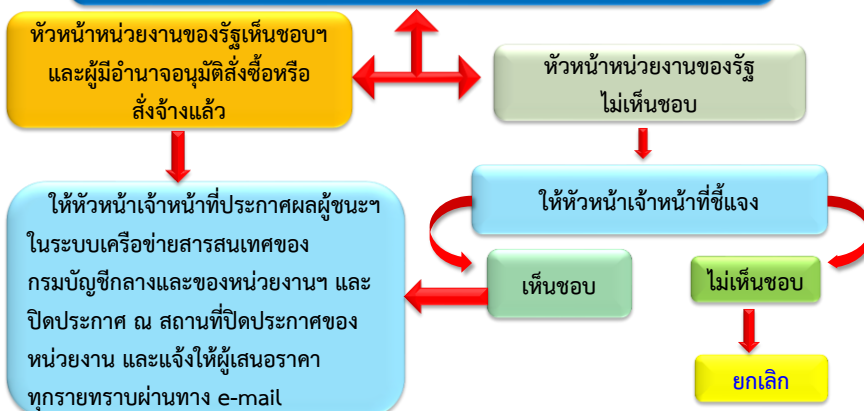 หัวหน้าหน่วยงานของรัฐเห็นชอบฯ
และผู้มีอำนาจอนุมัติสั่งซื้อหรือ
สั่งจ้างแล้ว
หัวหน้าหน่วยงานของรัฐ
ไม่เห็นชอบ
ให้หัวหน้าเจ้าหน้าที่ชี้แจง
ให้หัวหน้าเจ้าหน้าที่ประกาศผลผู้ชนะฯ
ในระบบเครือข่ายสารสนเทศของ
กรมบัญชีกลางและของหน่วยงานฯ และ
ปิดประกาศ ณ สถานที่ปิดประกาศของ
หน่วยงาน และแจ้งให้ผู้เสนอราคา
ทุกรายทราบผ่านทาง e-mail
เห็นชอบ
ไม่เห็นชอบ
ยกเลิก